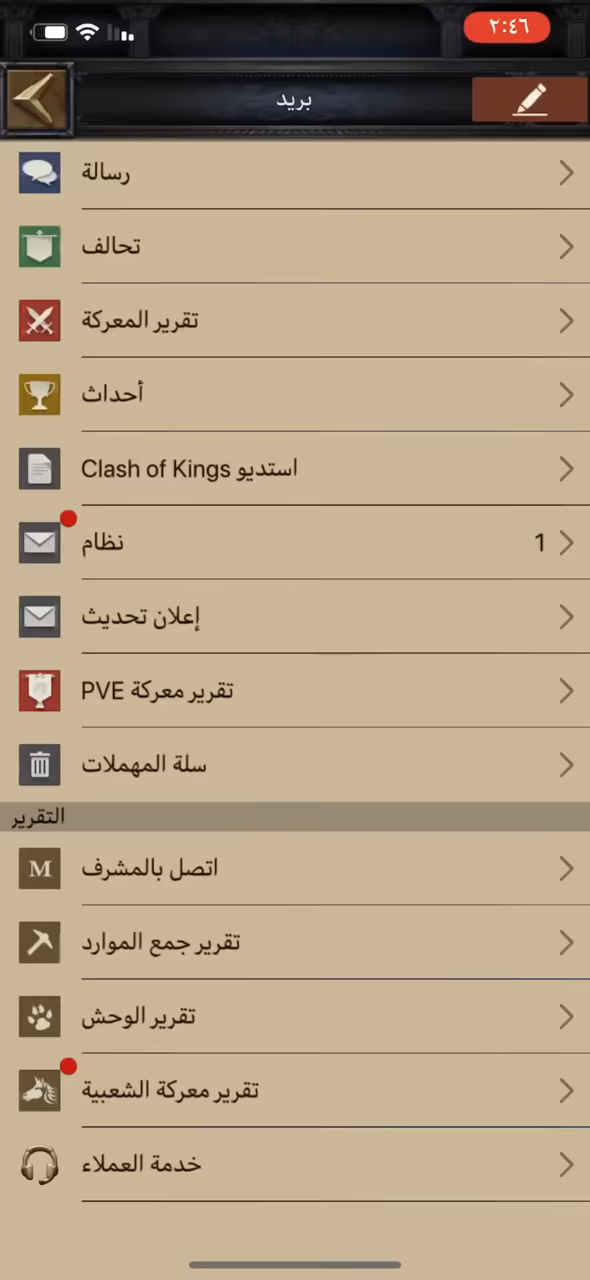 ٢:٤٦
بريد
رسالة
تحالف
تقرير المعركة
أحداث
استديو Clash of Kings
نظام 1
إعلان تحديث
تقرير معركة PVE
سلة المهملات
التقرير
M
اتصل بالمشرف
تقرير جمع الموارد
تقرير الوحش
تقرير معركة الشعبية
خدمة العملاء